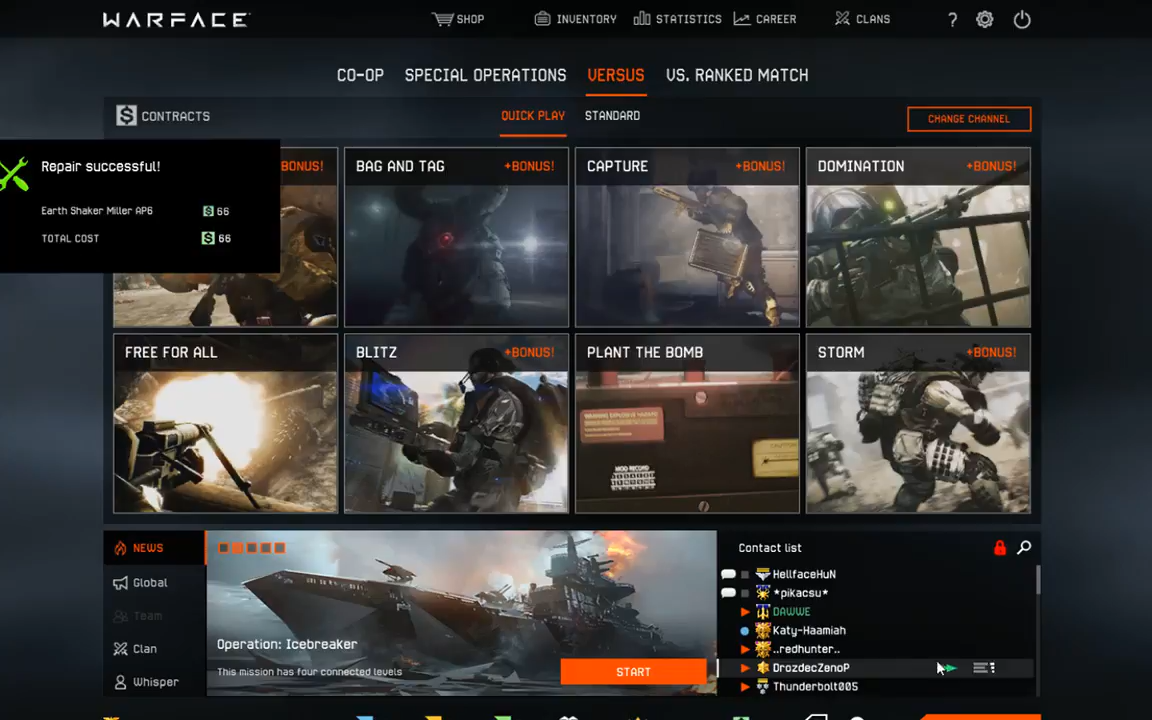 WARFACE
SHOP
INVENTORY
STATISTICS
CAREER
CLANS
?
CO-OP
SPECIAL OPERATIONS
VERSUS
VS. RANKED MATCH
CONTRACTS
QUICK PLAY
STANDARD
CHANGE CHANNEL
Repair successful!
Earth Shaker Miller AP6 $ 66
TOTAL COST $ 66
BONUS!
BAG AND TAG +BONUS!
CAPTURE +BONUS!
DOMINATION +BONUS!
FREE FOR ALL
BLITZ +BONUS!
PLANT THE BOMB
STORM +BONUS!
NEWS
Global
Team
Clan
Whisper
Operation: Icebreaker
This mission has four connected levels
START
Contact list
HellfaceHuN
*pikacsu*
DAWWE
Katy-Haamiah
..redhunter..
DrozdecZenoP
Thunderbolt005